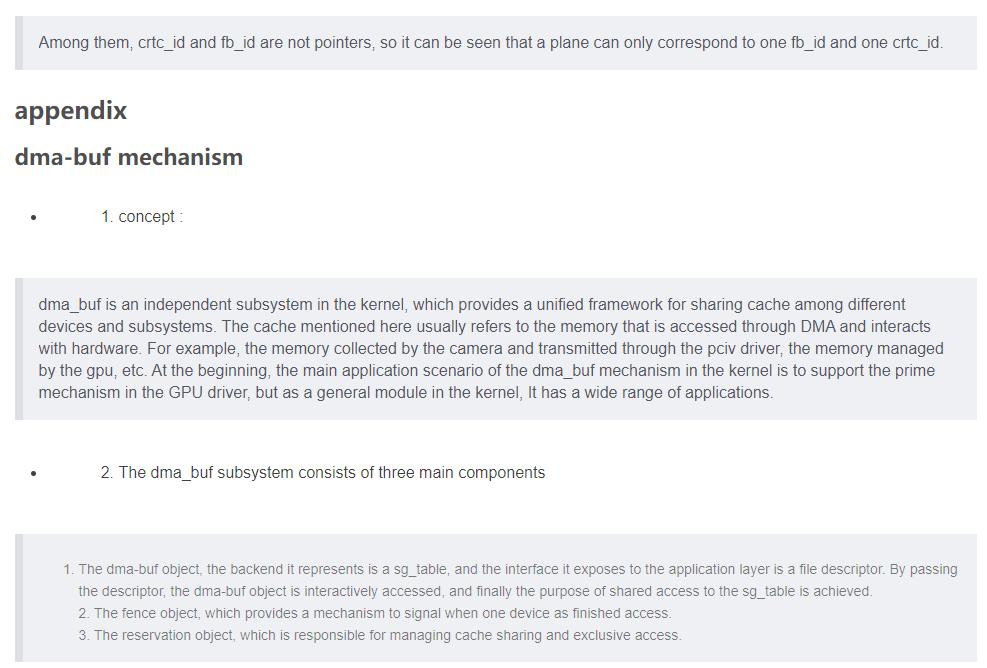 Among them, crtc_id and fb_id are not pointers, so it can be seen that a plane can only correspond to one fb_id and one crtc_id.
appendix
dma-buf mechanism
1. concept :
dma_buf is an independent subsystem in the kernel, which provides a unified framework for sharing cache among different
devices and subsystems. The cache mentioned here usually refers to the memory that is accessed through DMA and interacts
with hardware. For example, the memory collected by the camera and transmitted through the pciv driver, the memory managed
by the gpu, etc. At the beginning, the main application scenario of the dma_buf mechanism in the kernel is to support the prime
mechanism in the GPU driver, but as a general module in the kernel, It has a wide range of applications.
2. The dma_buf subsystem consists of three main components
1. The dma-buf object, the backend it represents is a sg_table, and the interface it exposes to the application layer is a file descriptor. By passing
the descriptor, the dma-buf object is interactively accessed, and finally the purpose of shared access to the sg_table is achieved.
2. The fence object, which provides a mechanism to signal when one device as finished access.
3. The reservation object, which is responsible for managing cache sharing and exclusive access.